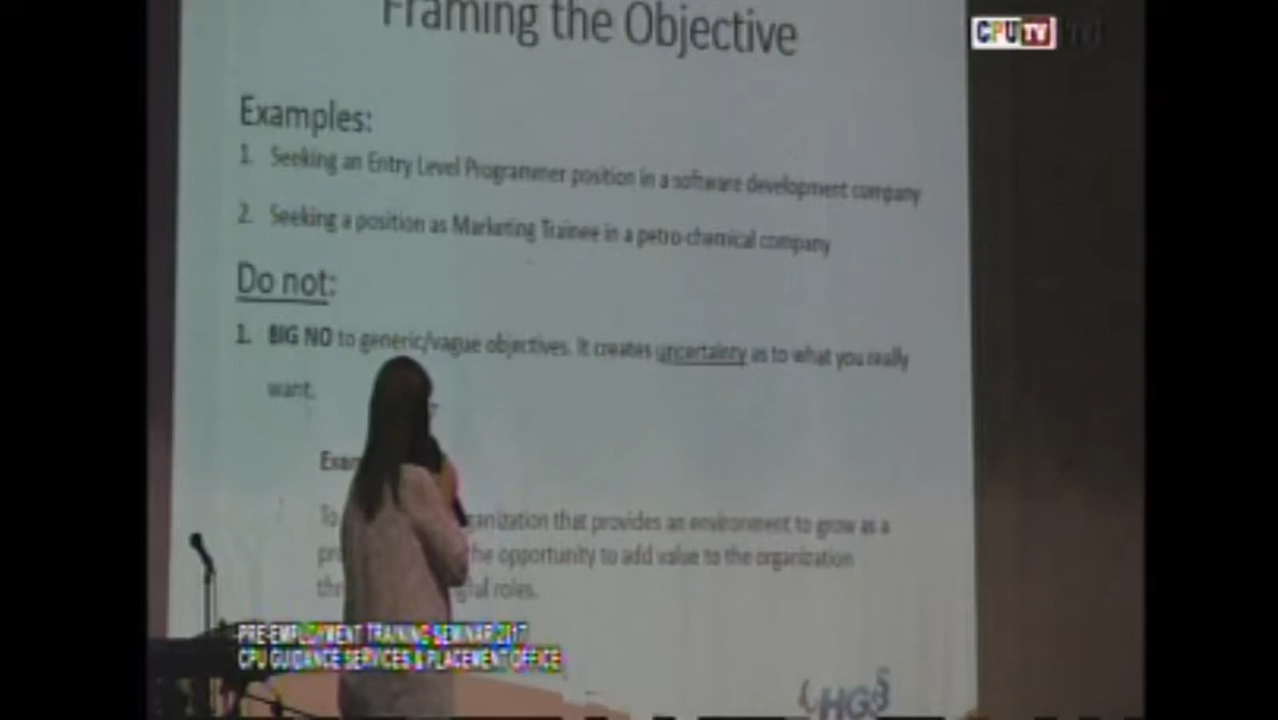 Framing the Objective
CPU TV
Examples:
1. Seeking an Entry Level Programmer position in a software development company
2. Seeking a position as Marketing Trainee in a petro-chemical company
Do not:
1. BIG NO to generic/vague objectives. It creates uncertainty as to what you really
want.
To that provides an environment to grow as a
the opportunity to add value to the organization
roles.
PRE-EMPLOYMENT TRAINING SEMINAR 2017
CPU GUIDANCE SERVICES & PLACEMENT OFFICE
HGS